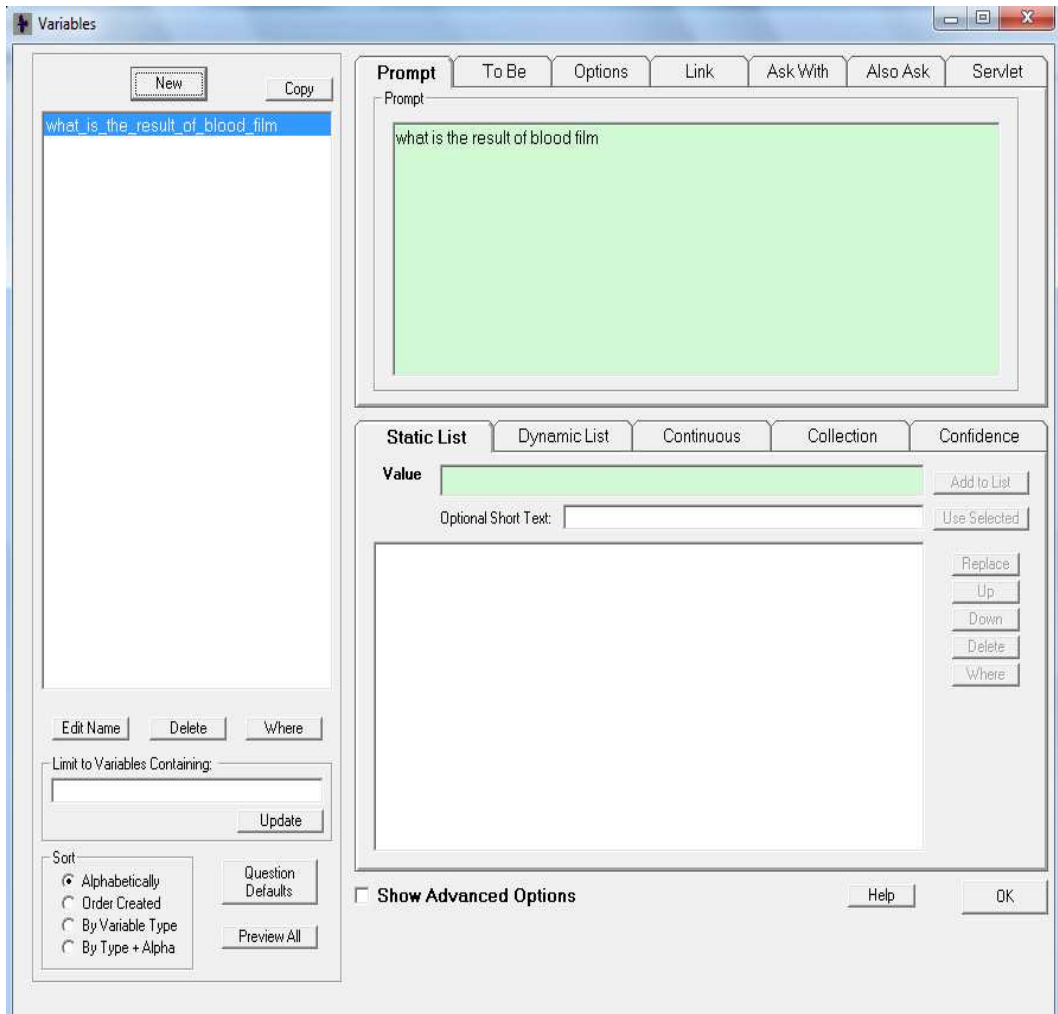 Variables
New
Copy
what_is_the_result_of_blood_film
Edit Name
Delete
Where
Limit to Variables Containing:
Update
Sort
Alphabetically
Order Created
By Variable Type
By Type + Alpha
Question
Defaults
Preview All
Prompt
To Be
Options
Link
Ask With
Also Ask
Servlet
Prompt
what is the result of blood film
Static List
Dynamic List
Continuous
Collection
Confidence
Value
Add to List
Optional Short Text:
Use Selected
Replace
Up
Down
Delete
Where
Show Advanced Options
Help
OK